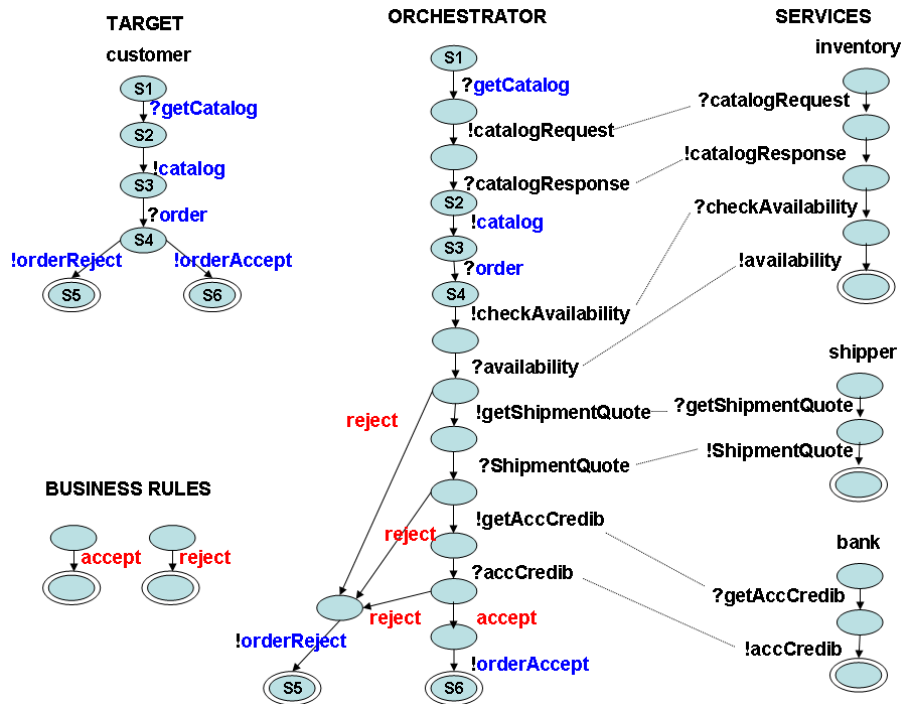 TARGET
customer
S1
?getCatalog
S2
!catalog
S3
?order
S4
!orderReject
!orderAccept
S5
S6
BUSINESS RULES
accept
reject
ORCHESTRATOR
S1
?getCatalog
!catalogRequest
?catalogResponse
S2
!catalog
S3
?order
S4
!checkAvailability
?availability
reject
!getShipmentQuote
?ShipmentQuote
!getAccCredib
reject
?accCredib
reject
accept
!orderReject
!orderAccept
S5
S6
SERVICES
inventory
?catalogRequest
!catalogResponse
?checkAvailability
!availability
shipper
?getShipmentQuote
!ShipmentQuote
bank
?getAccCredib
!accCredib